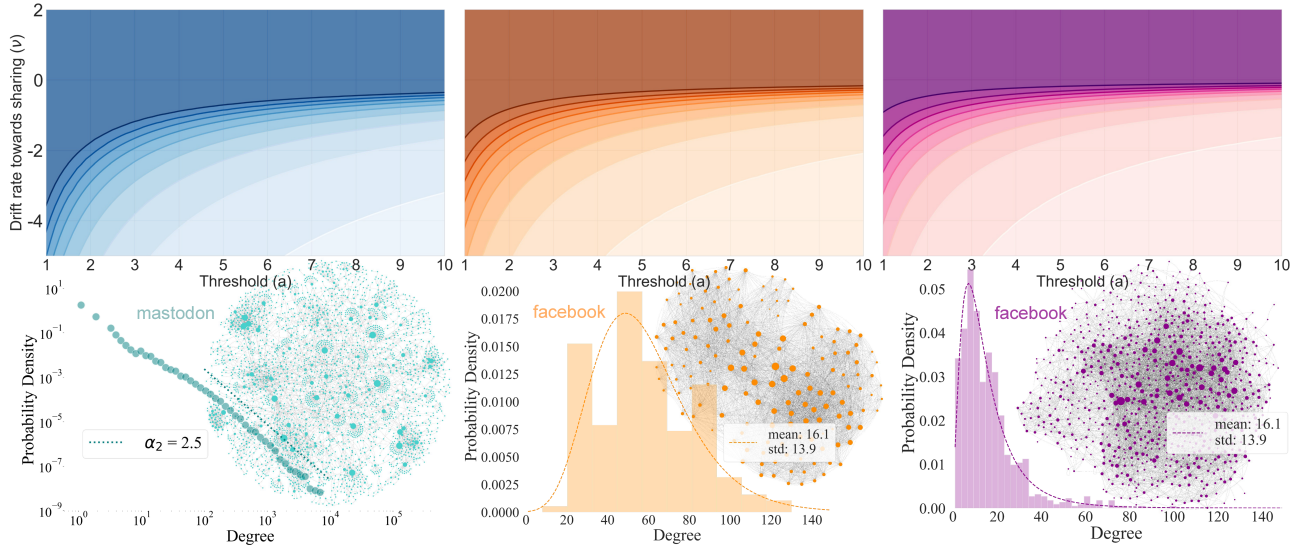 Drift rate towards sharing (ν)
2
0
-2
-4
1 2 3 4 5 6 7 8 9 10
Threshold (a)
1 2 3 4 5 6 7 8 9 10
Threshold (a)
1 2 3 4 5 6 7 8 9 10
Threshold (a)
mastodon
Probability Density
10^1
10^-1
10^-3
10^-5
10^-7
10^-9
α₂ = 2.5
10^0 10^1 10^2 10^3 10^4 10^5
Degree
facebook
Probability Density
0.0200
0.0175
0.0150
0.0125
0.0100
0.0075
0.0050
0.0025
0.0000
mean: 16.1
std: 13.9
0 20 40 60 80 100 120 140
Degree
facebook
Probability Density
0.05
0.04
0.03
0.02
0.01
0.00
mean: 16.1
std: 13.9
0 20 40 60 80 100 120 140
Degree